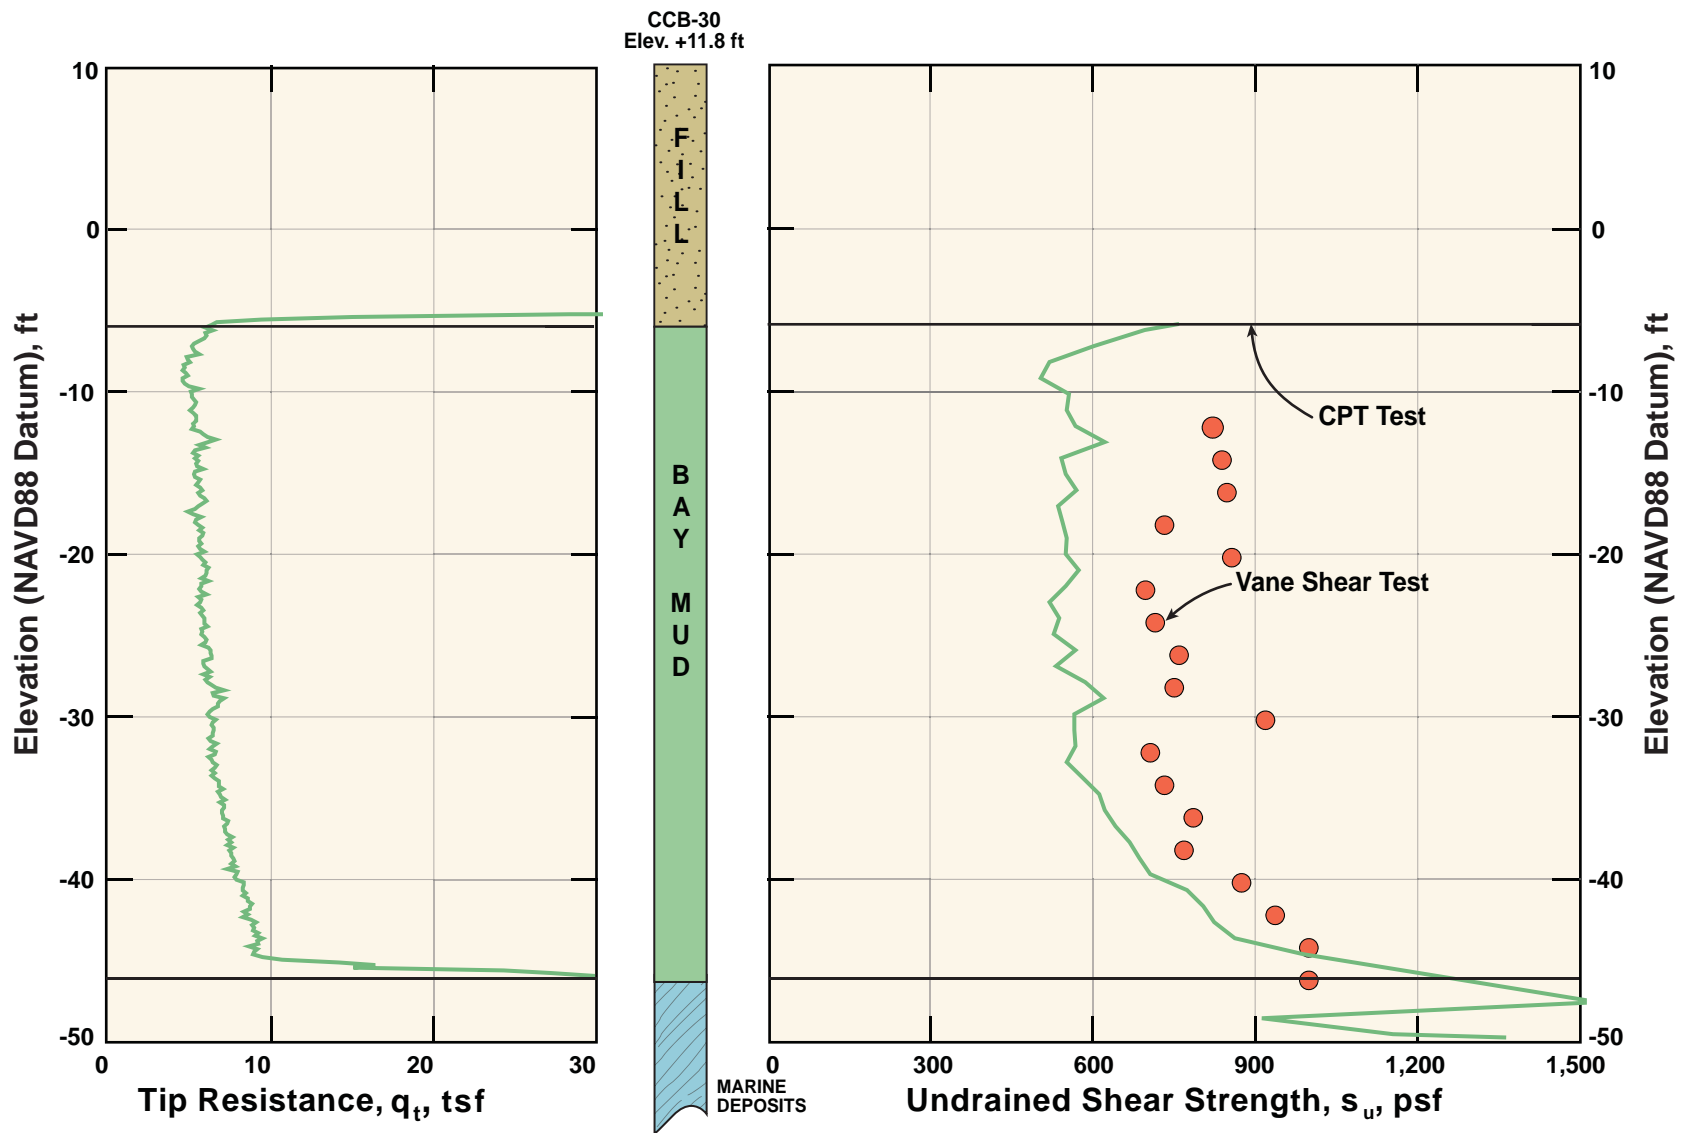 CCB-30
Elev. +11.8 ft
10
0
-10
-20
-30
-40
-50
Elevation (NAVD88 Datum), ft
0 10 20 30
Tip Resistance, qt, tsf
F
I
L
L
B
A
Y
M
U
D
MARINE
DEPOSITS
CPT Test
Vane Shear Test
0 300 600 900 1,200 1,500
Undrained Shear Strength, su, psf
10
0
-10
-20
-30
-40
-50
Elevation (NAVD88 Datum), ft